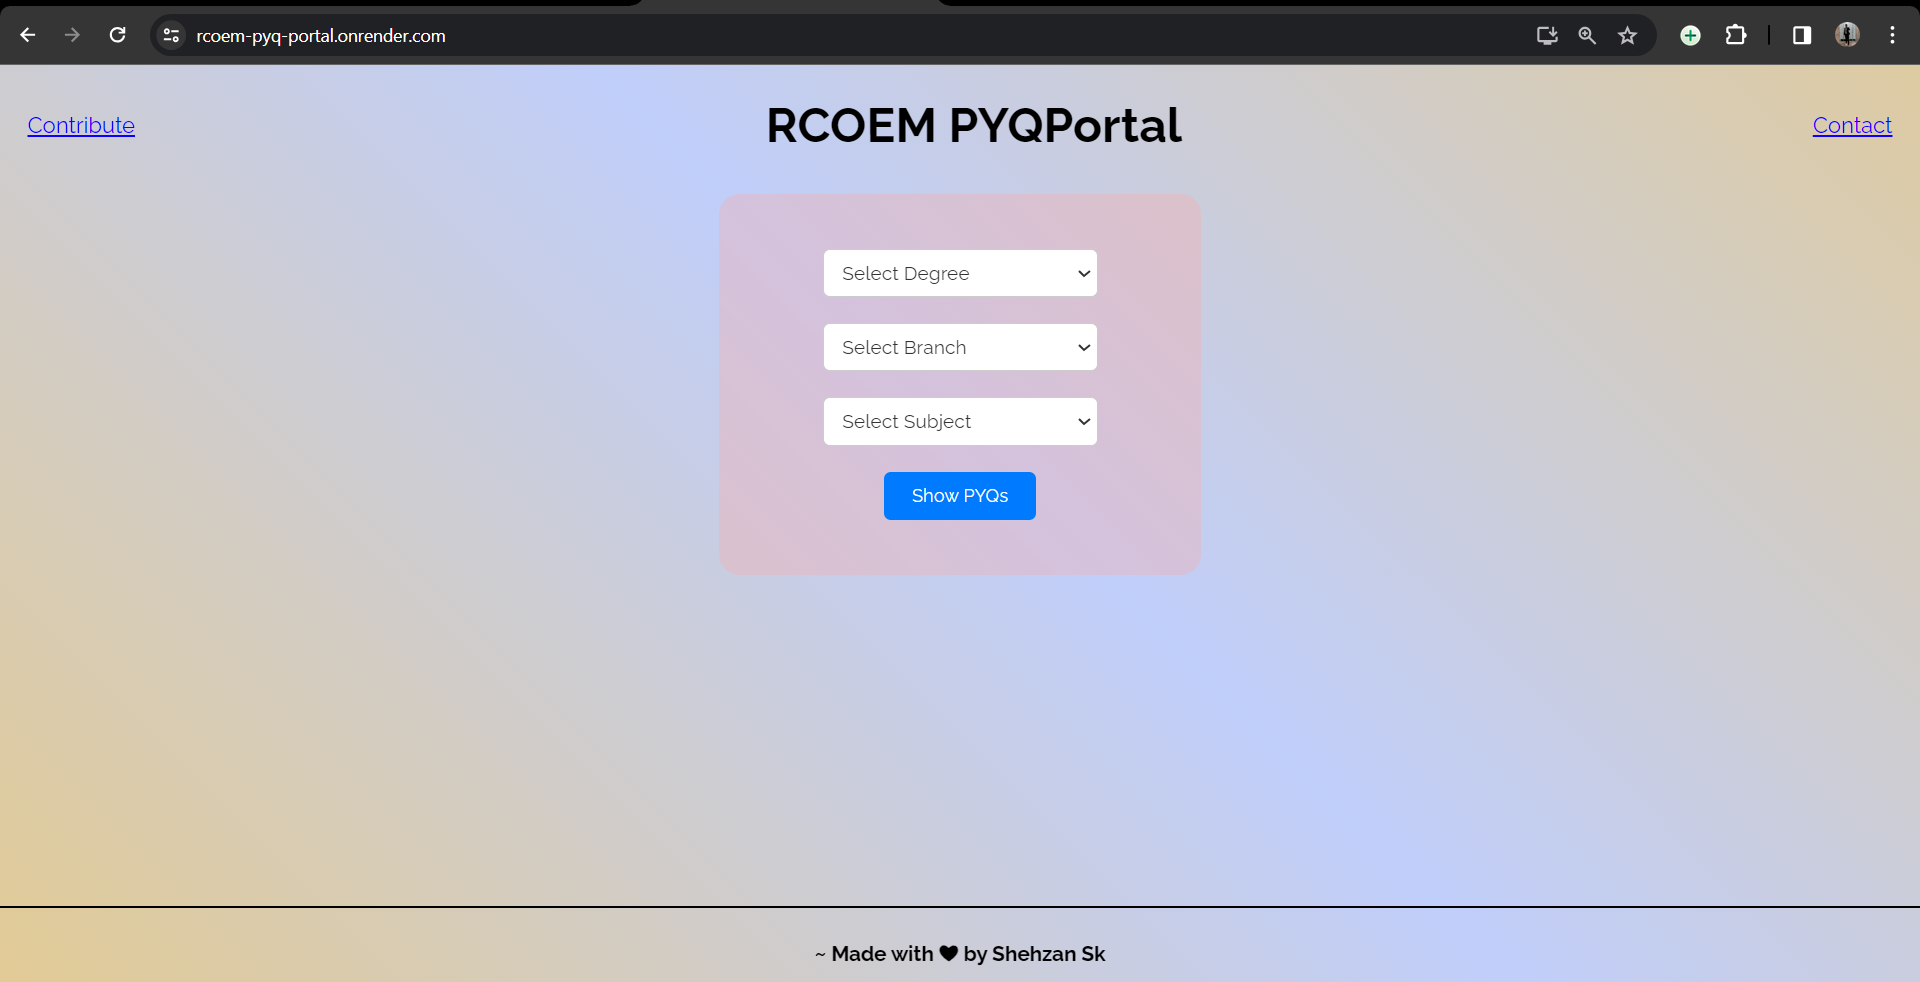 rcoem-pyq-portal.onrender.com
Contribute
RCOEM PYQPortal
Contact
Select Degree
Select Branch
Select Subject
Show PYQs
~ Made with ♥ by Shehzan Sk